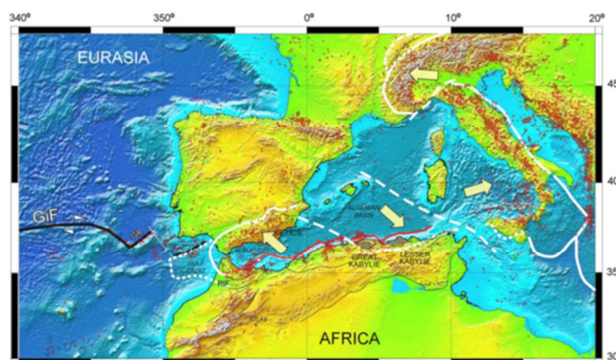 340° 350° 0° 10° 20°
EURASIA
45
40
GiF
ALGERIAN
BASIN
GREAT
KABYLIE
LESSER
KABYLIE
35
AFRICA
30